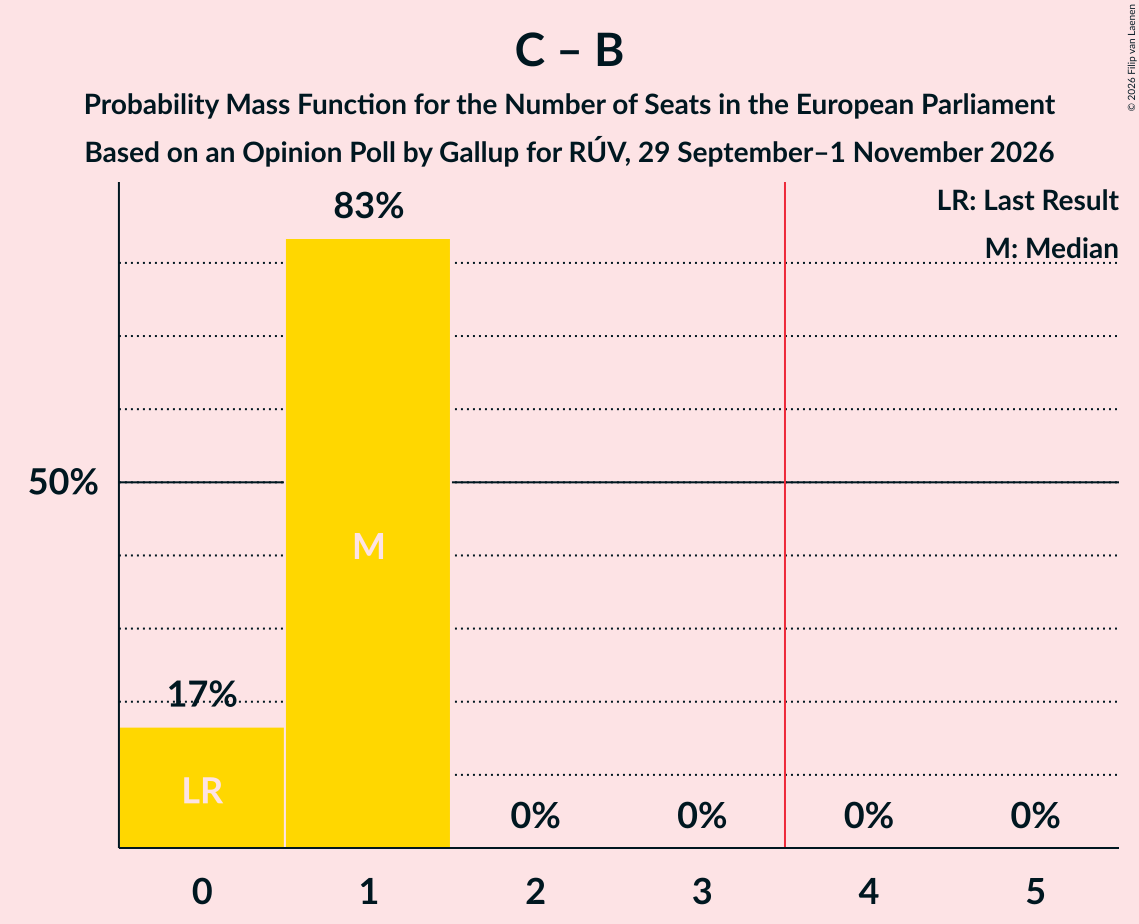 C – B
Probability Mass Function for the Number of Seats in the European Parliament
Based on an Opinion Poll by Gallup for RÚV, 29 September–1 November 2026
© 2026 Filip van Laenen
LR: Last Result
M: Median
83%
50%
M
17%
LR
0%
0%
0%
0%
0
1
2
3
4
5